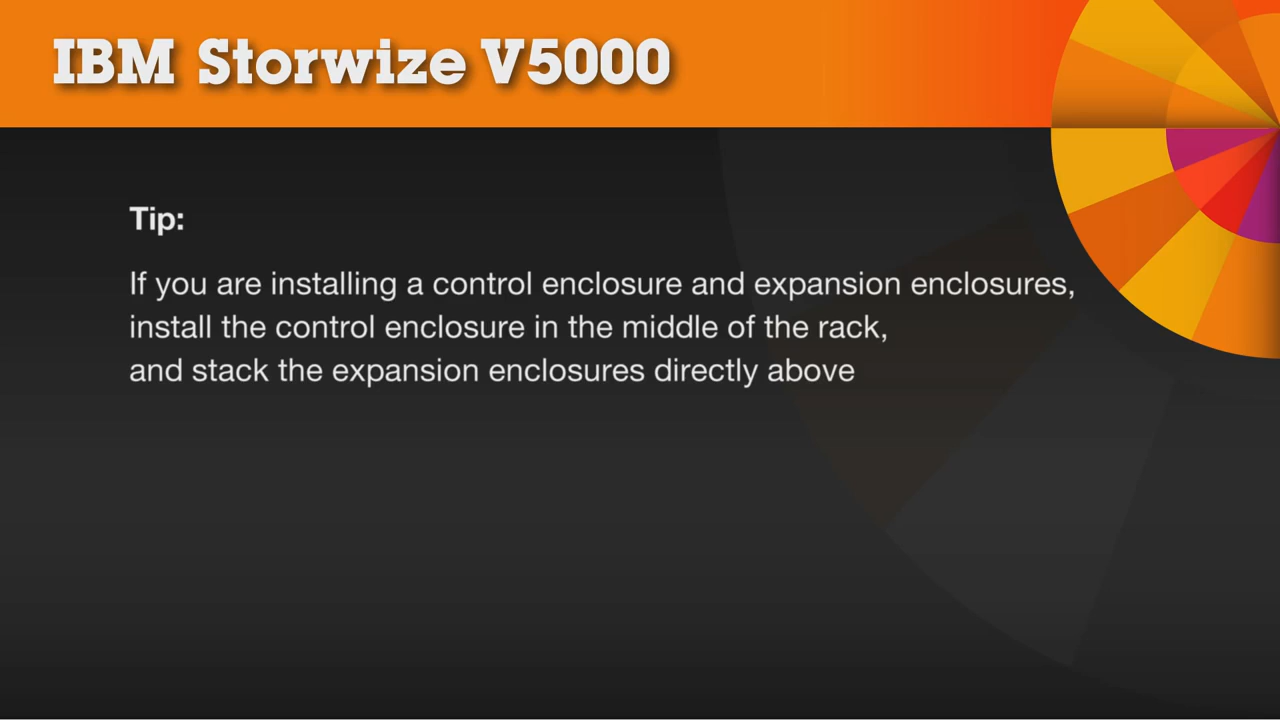 IBM Storwize V5000
Tip:
If you are installing a control enclosure and expansion enclosures,
install the control enclosure in the middle of the rack,
and stack the expansion enclosures directly above